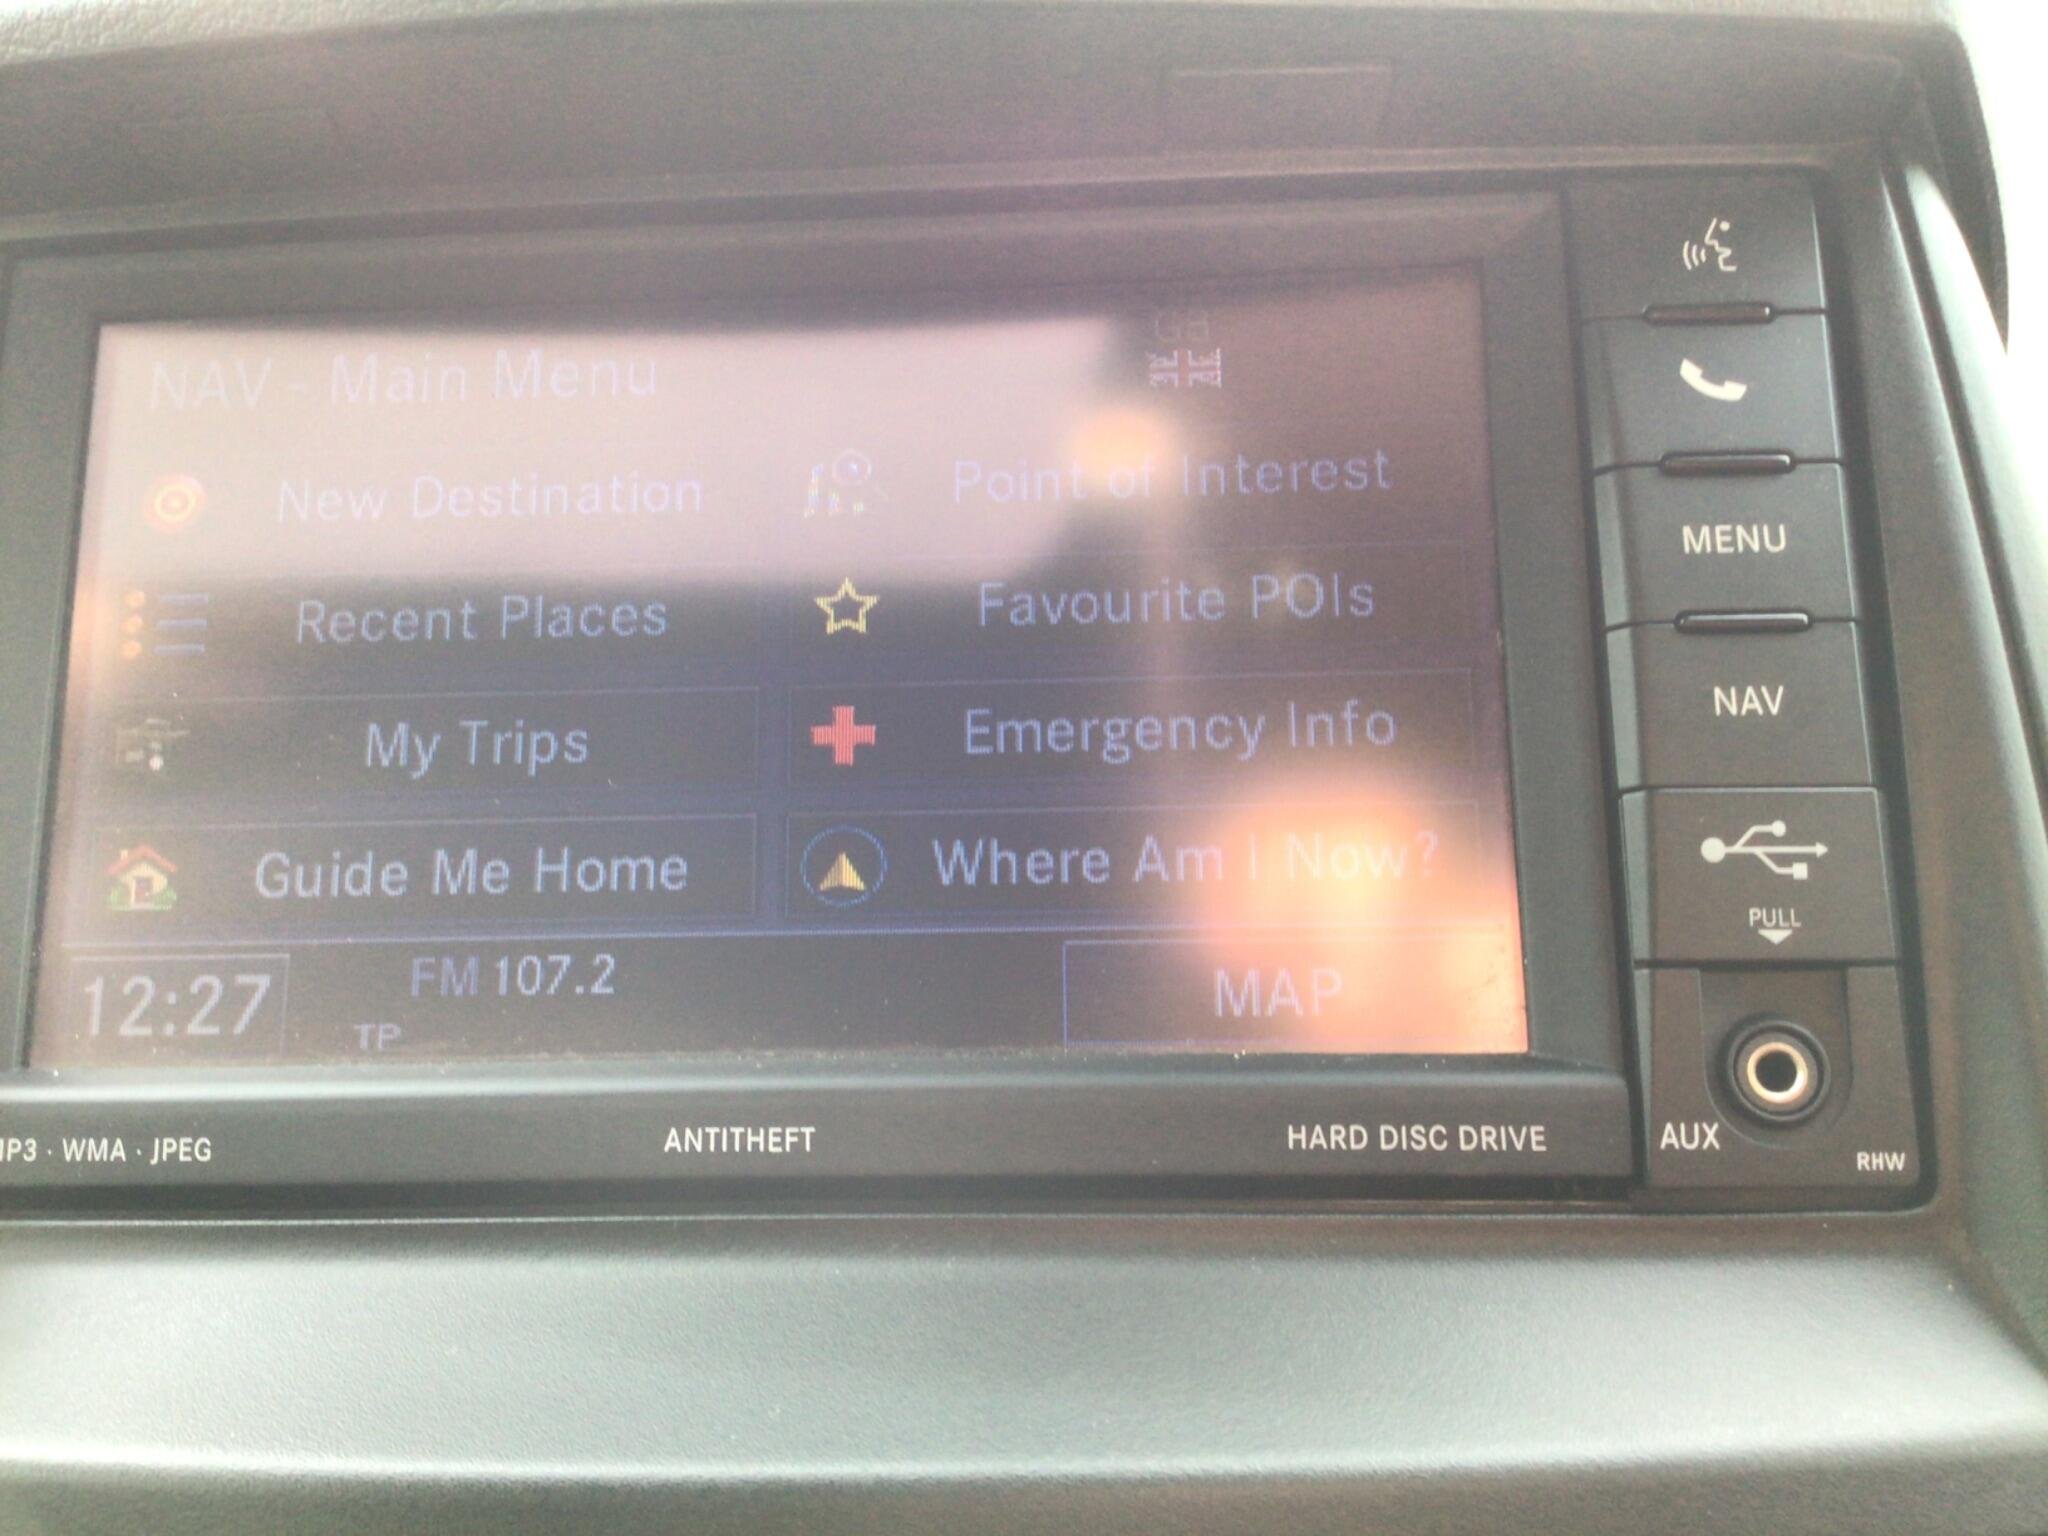 NAV - Main Menu
GB
New Destination
Point of Interest
Recent Places
Favourite POIs
My Trips
Emergency Info
Guide Me Home
Where Am I Now?
12:27
FM 107.2
TP
MAP
MENU
NAV
PULL
AUX
RHW
MP3 · WMA · JPEG
ANTITHEFT
HARD DISC DRIVE